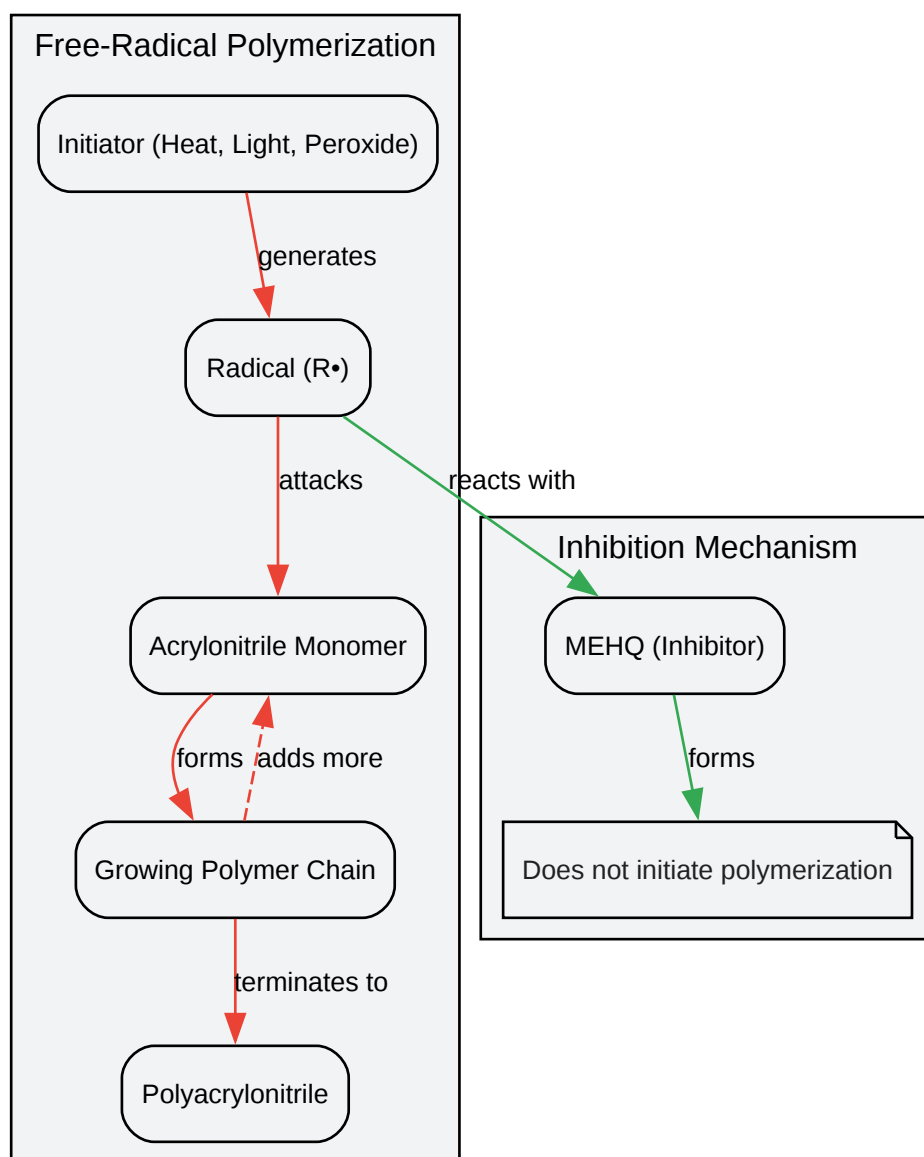 Free-Radical Polymerization
Initiator (Heat, Light, Peroxide)
generates
Radical (R•)
attacks
reacts with
Inhibition Mechanism
Acrylonitrile Monomer
MEHQ (Inhibitor)
forms
adds more
forms
Growing Polymer Chain
Does not initiate polymerization
terminates to
Polyacrylonitrile